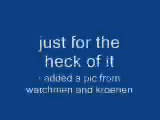 just for the
heck of it
i added a pic from
watchmen and kroenen